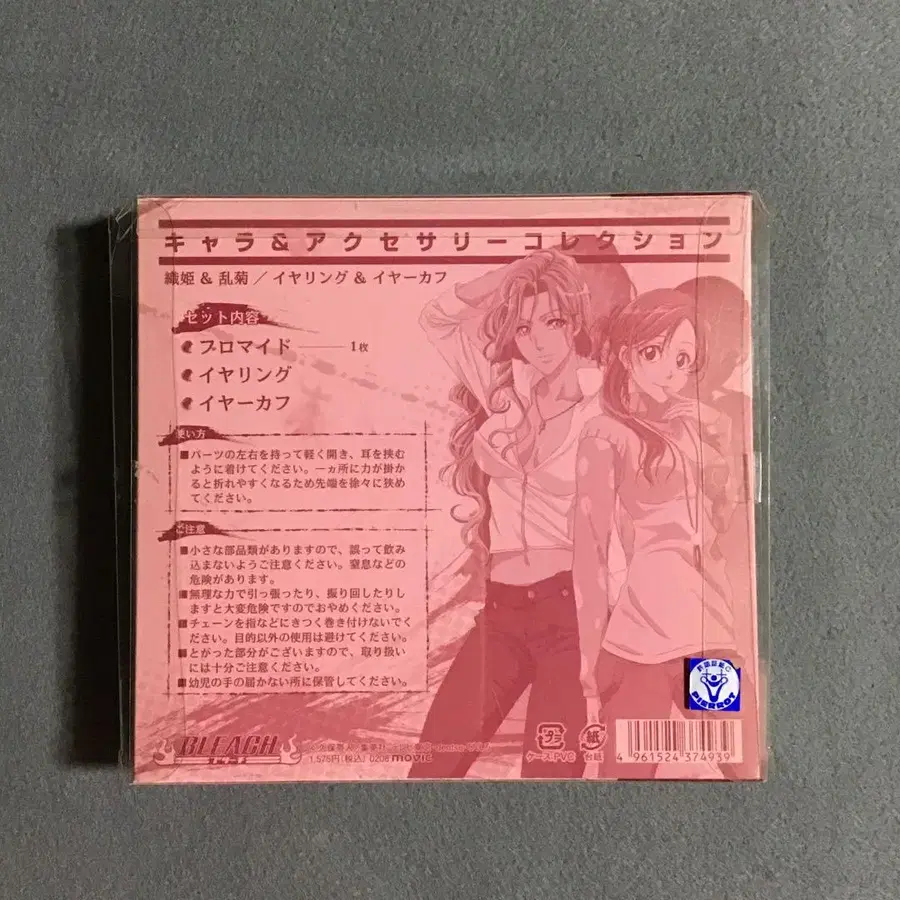 キャラ＆アクセサリーコレクション
織姫 & 乱菊 ／ イヤリング & イヤーカフ
セット内容
ブロマイド ——— 1枚
イヤリング
イヤーカフ
使い方
■パーツの左右を持って軽く開き、耳を挟む
ように着けてください。一ヵ所に力が掛か
ると折れやすくなるため先端を徐々に狭め
てください。
ご注意
■小さな部品類がありますので、誤って飲み
込まないようご注意ください。窒息などの
危険があります。
■無理な力で引っ張ったり、振り回したりし
ますと大変危険ですのでおやめください。
■チェーンを指などにきつく巻き付けないでく
ださい。目的以外の使用は避けてください。
■とがった部分がございますので、取り扱い
には十分ご注意ください。
■幼児の手の届かない所に保管してください。
BLEACH
1,575円(税込) 0208 movic
プラ
ケース:PVC
紙
台紙
4 961524 374939
PIERROT